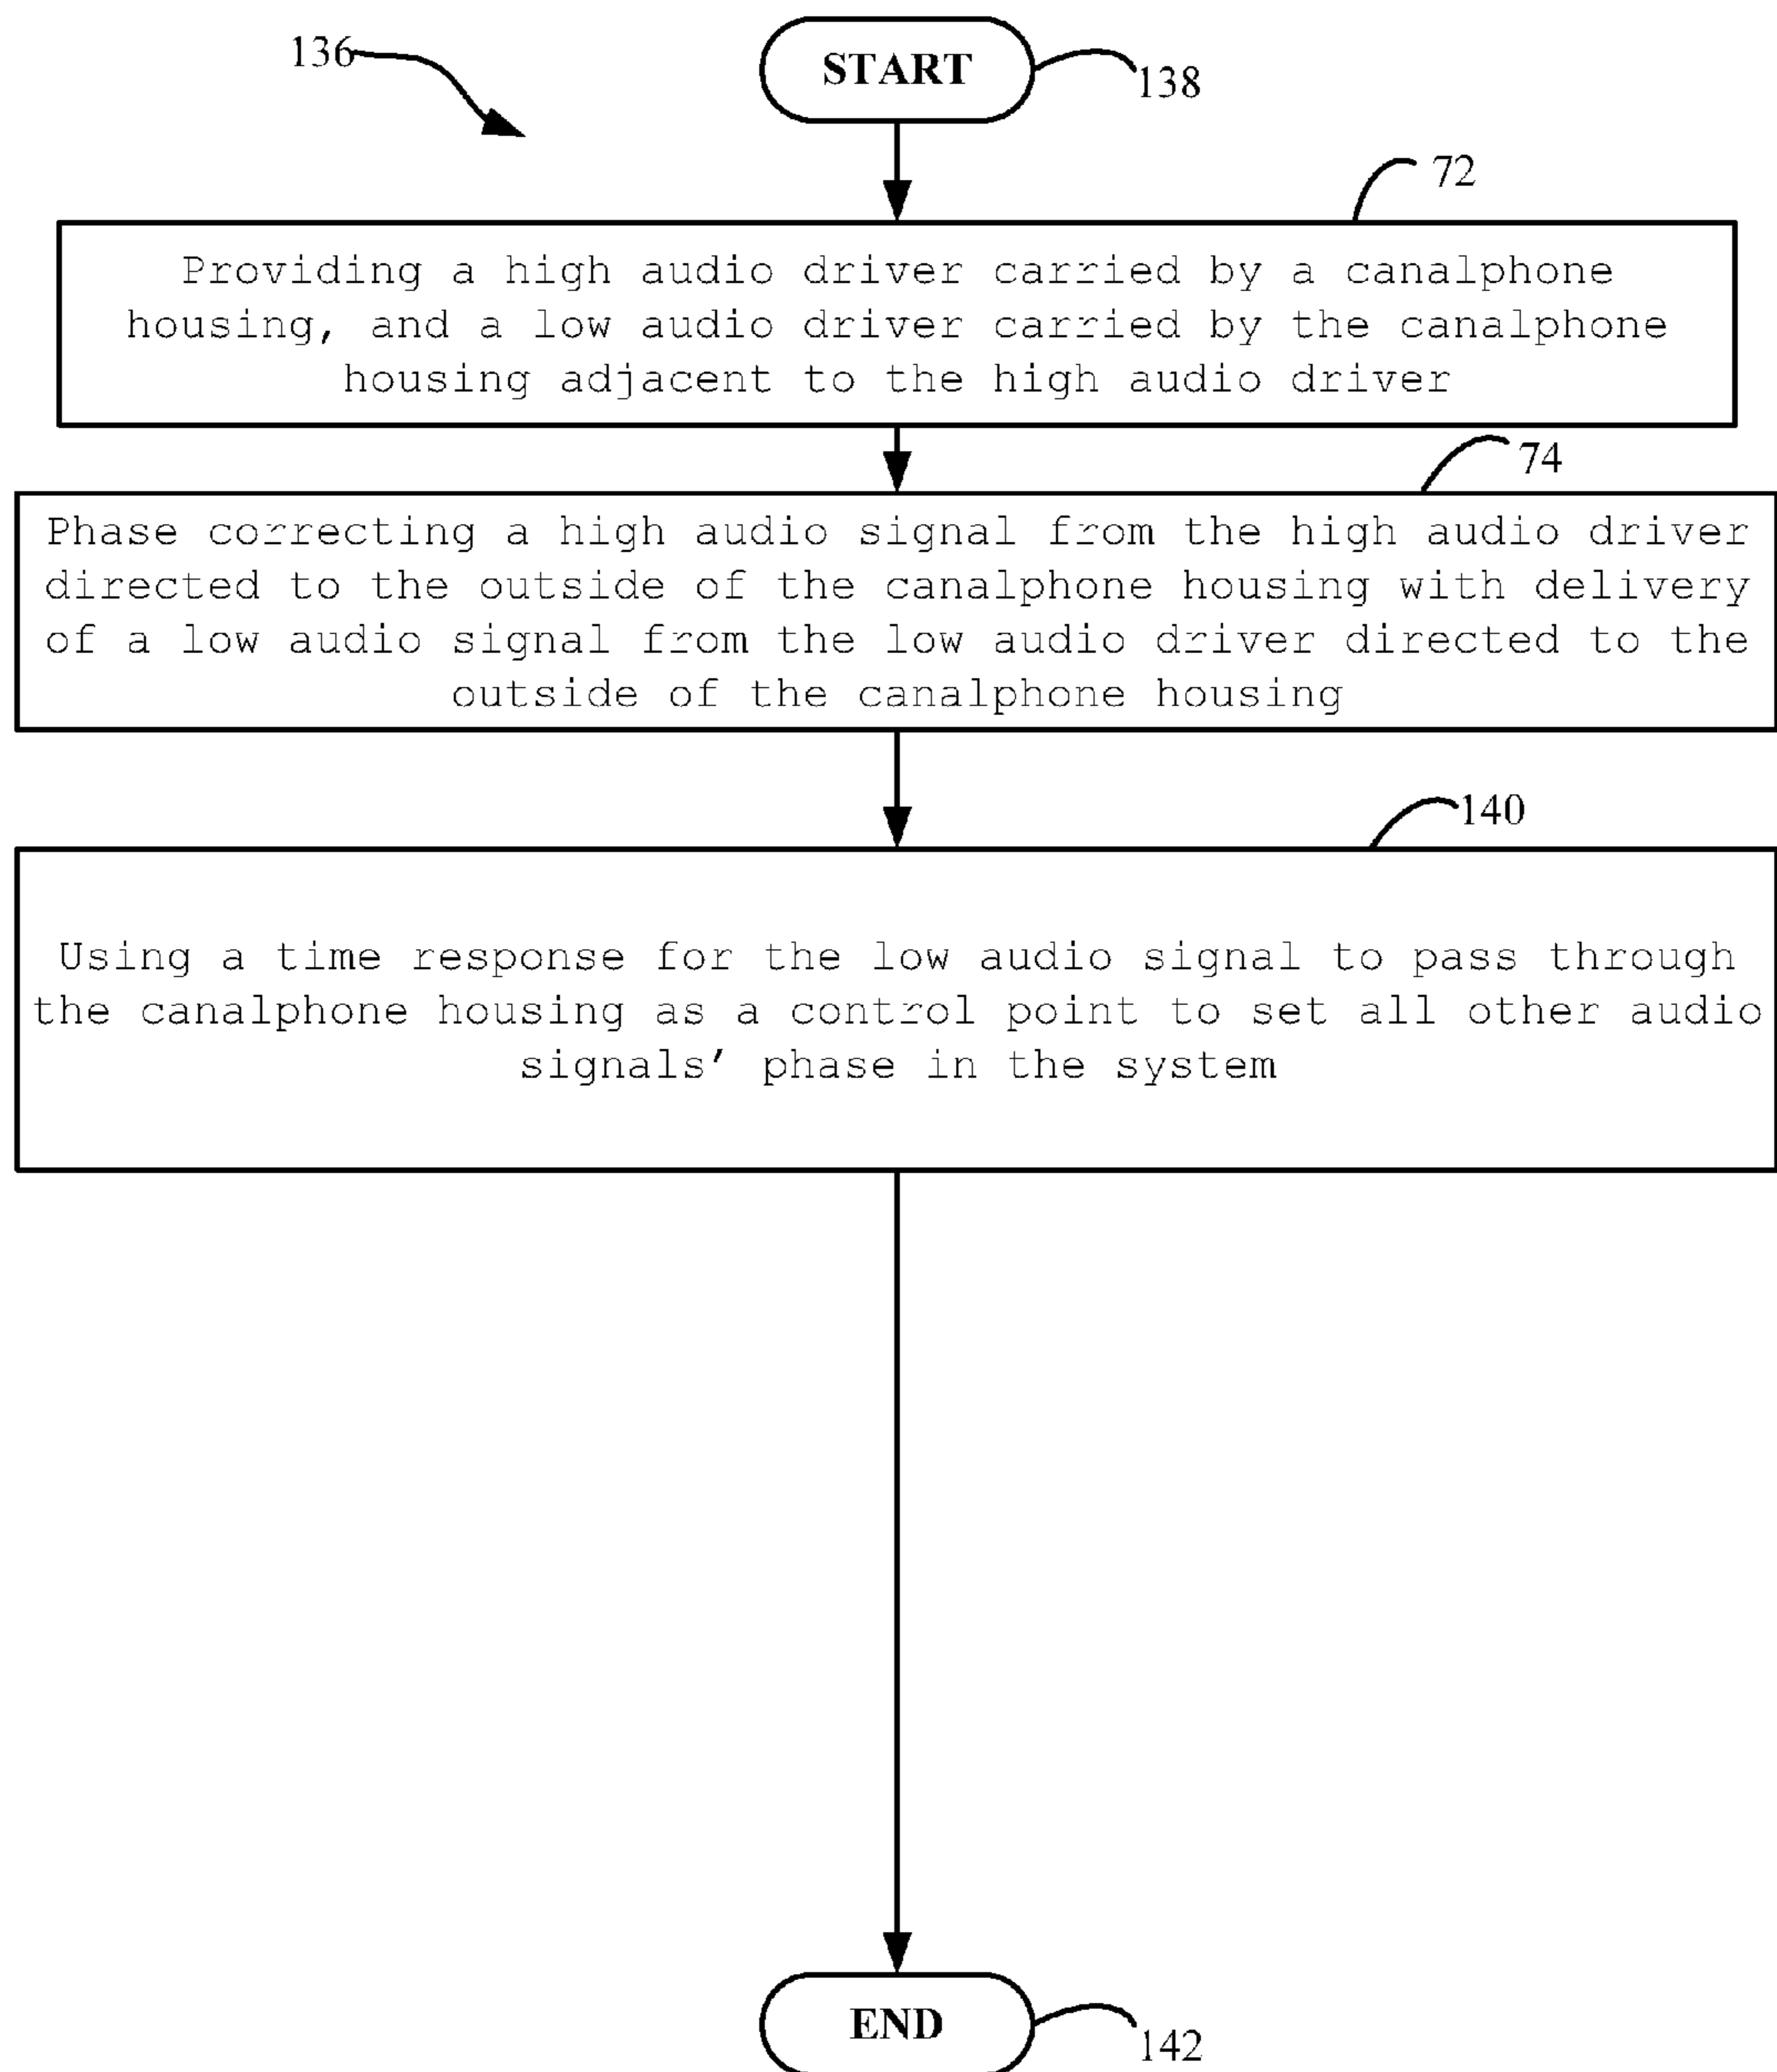 136
START
138
72
Providing a high audio driver carried by a canalphone
housing, and a low audio driver carried by the canalphone
housing adjacent to the high audio driver
74
Phase correcting a high audio signal from the high audio driver
directed to the outside of the canalphone housing with delivery
of a low audio signal from the low audio driver directed to the
outside of the canalphone housing
140
Using a time response for the low audio signal to pass through
the canalphone housing as a control point to set all other audio
signals’ phase in the system
END
142